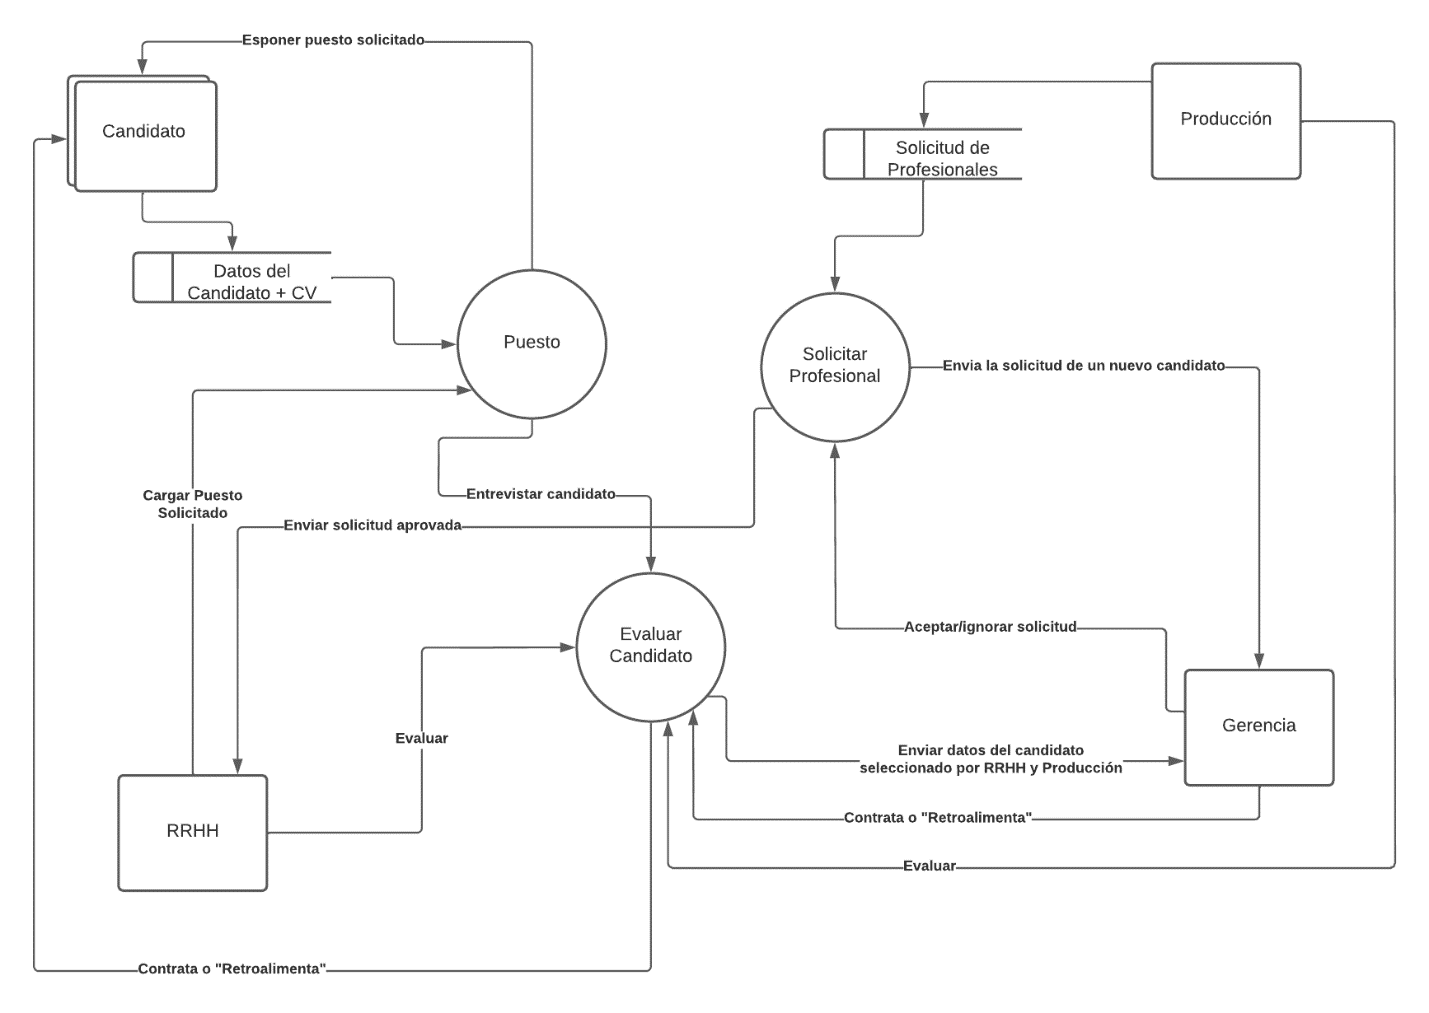 Esponer puesto solicitado
Candidato
Producción
Solicitud de
Profesionales
Datos del
Candidato + CV
Puesto
Solicitar
Profesional
Envia la solicitud de un nuevo candidato
Cargar Puesto
Solicitado
Entrevistar candidato
Enviar solicitud aprovada
Evaluar
Candidato
Aceptar/ignorar solicitud
Gerencia
Evaluar
Enviar datos del candidato
seleccionado por RRHH y Producción
Contrata o "Retroalimenta"
RRHH
Evaluar
Contrata o "Retroalimenta"